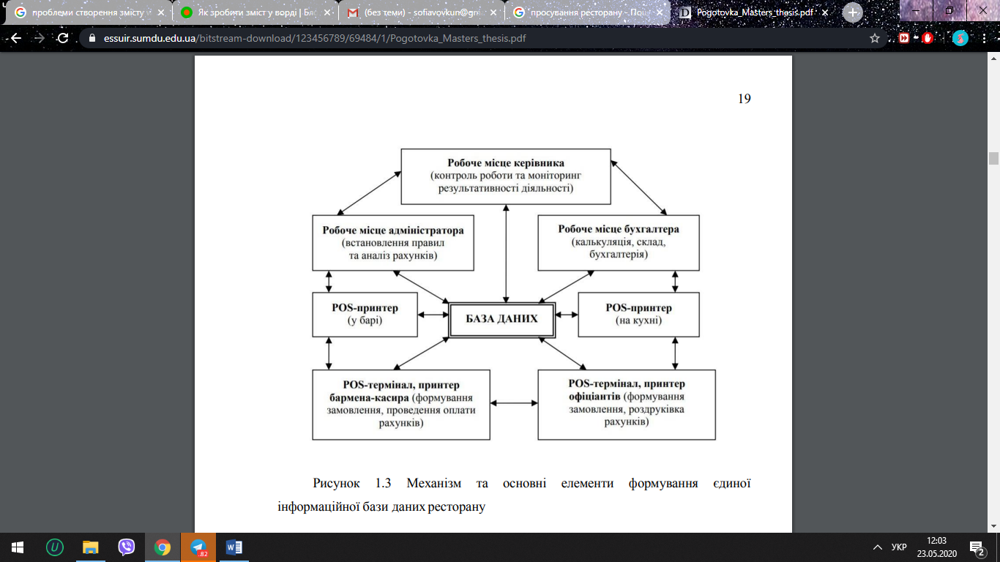 проблеми створення змісту
Як зробити зміст у ворді | Бл
(без теми) - sofiavovkun@gm
просування ресторану - Пош
Pogotovka_Masters_thesis.pdf
essuir.sumdu.edu.ua/bitstream-download/123456789/69484/1/Pogotovka_Masters_thesis.pdf
19
Робоче місце керівника
(контроль роботи та моніторинг
результативності діяльності)
Робоче місце адміністратора
(встановлення правил
та аналіз рахунків)
Робоче місце бухгалтера
(калькуляція, склад,
бухгалтерія)
POS-принтер
(у барі)
БАЗА ДАНИХ
POS-принтер
(на кухні)
POS-термінал, принтер
бармена-касира (формування
замовлення, проведення оплати
рахунків)
POS-термінал, принтер
офіціантів (формування
замовлення, роздруківка
рахунків)
Рисунок 1.3 Механізм та основні елементи формування єдиної
інформаційної бази даних ресторану
82
УКР
12:03
23.05.2020
2